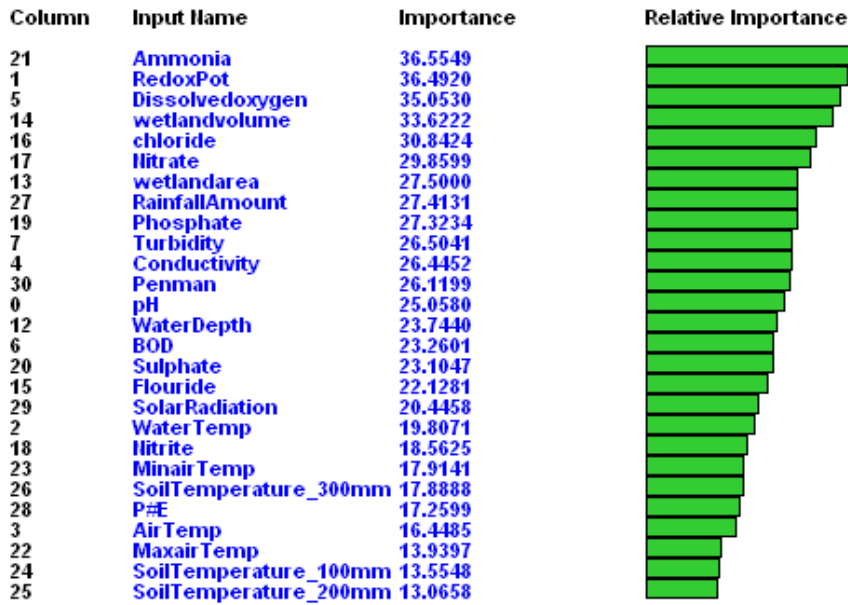 Column Input Name Importance Relative Importance
21 Ammonia 36.5549
1 RedoxPot 36.4920
5 Dissolvedoxygen 35.0530
14 wetlandvolume 33.6222
16 chloride 30.8424
17 Nitrate 29.8599
13 wetlandarea 27.5000
27 RainfallAmount 27.4131
19 Phosphate 27.3234
7 Turbidity 26.5041
4 Conductivity 26.4452
30 Penman 26.1199
0 pH 25.0580
12 WaterDepth 23.7440
6 BOD 23.2601
20 Sulphate 23.1047
15 Flouride 22.1281
29 SolarRadiation 20.4458
2 WaterTemp 19.8071
18 Nitrite 18.5625
23 MinairTemp 17.9141
26 SoilTemperature_300mm 17.8888
28 P#E 17.2599
3 AirTemp 16.4485
22 MaxairTemp 13.9397
24 SoilTemperature_100mm 13.5548
25 SoilTemperature_200mm 13.0658